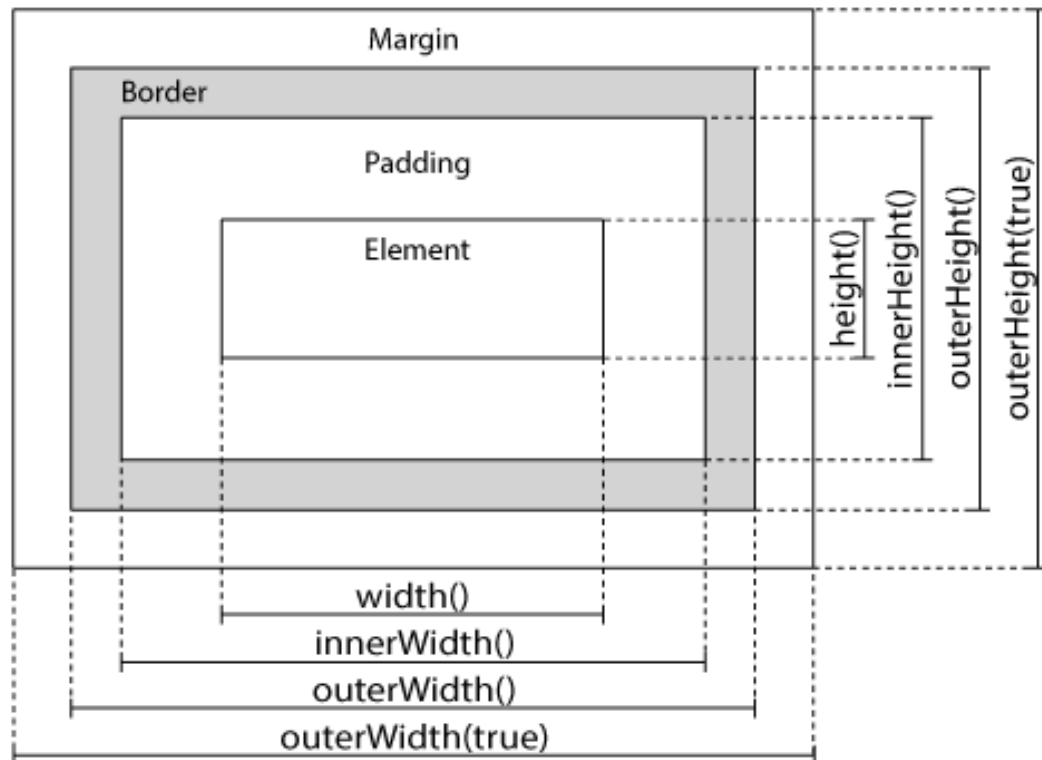 Margin
Border
Padding
Element
height()
innerHeight()
outerHeight()
outerHeight(true)
width()
innerWidth()
outerWidth()
outerWidth(true)